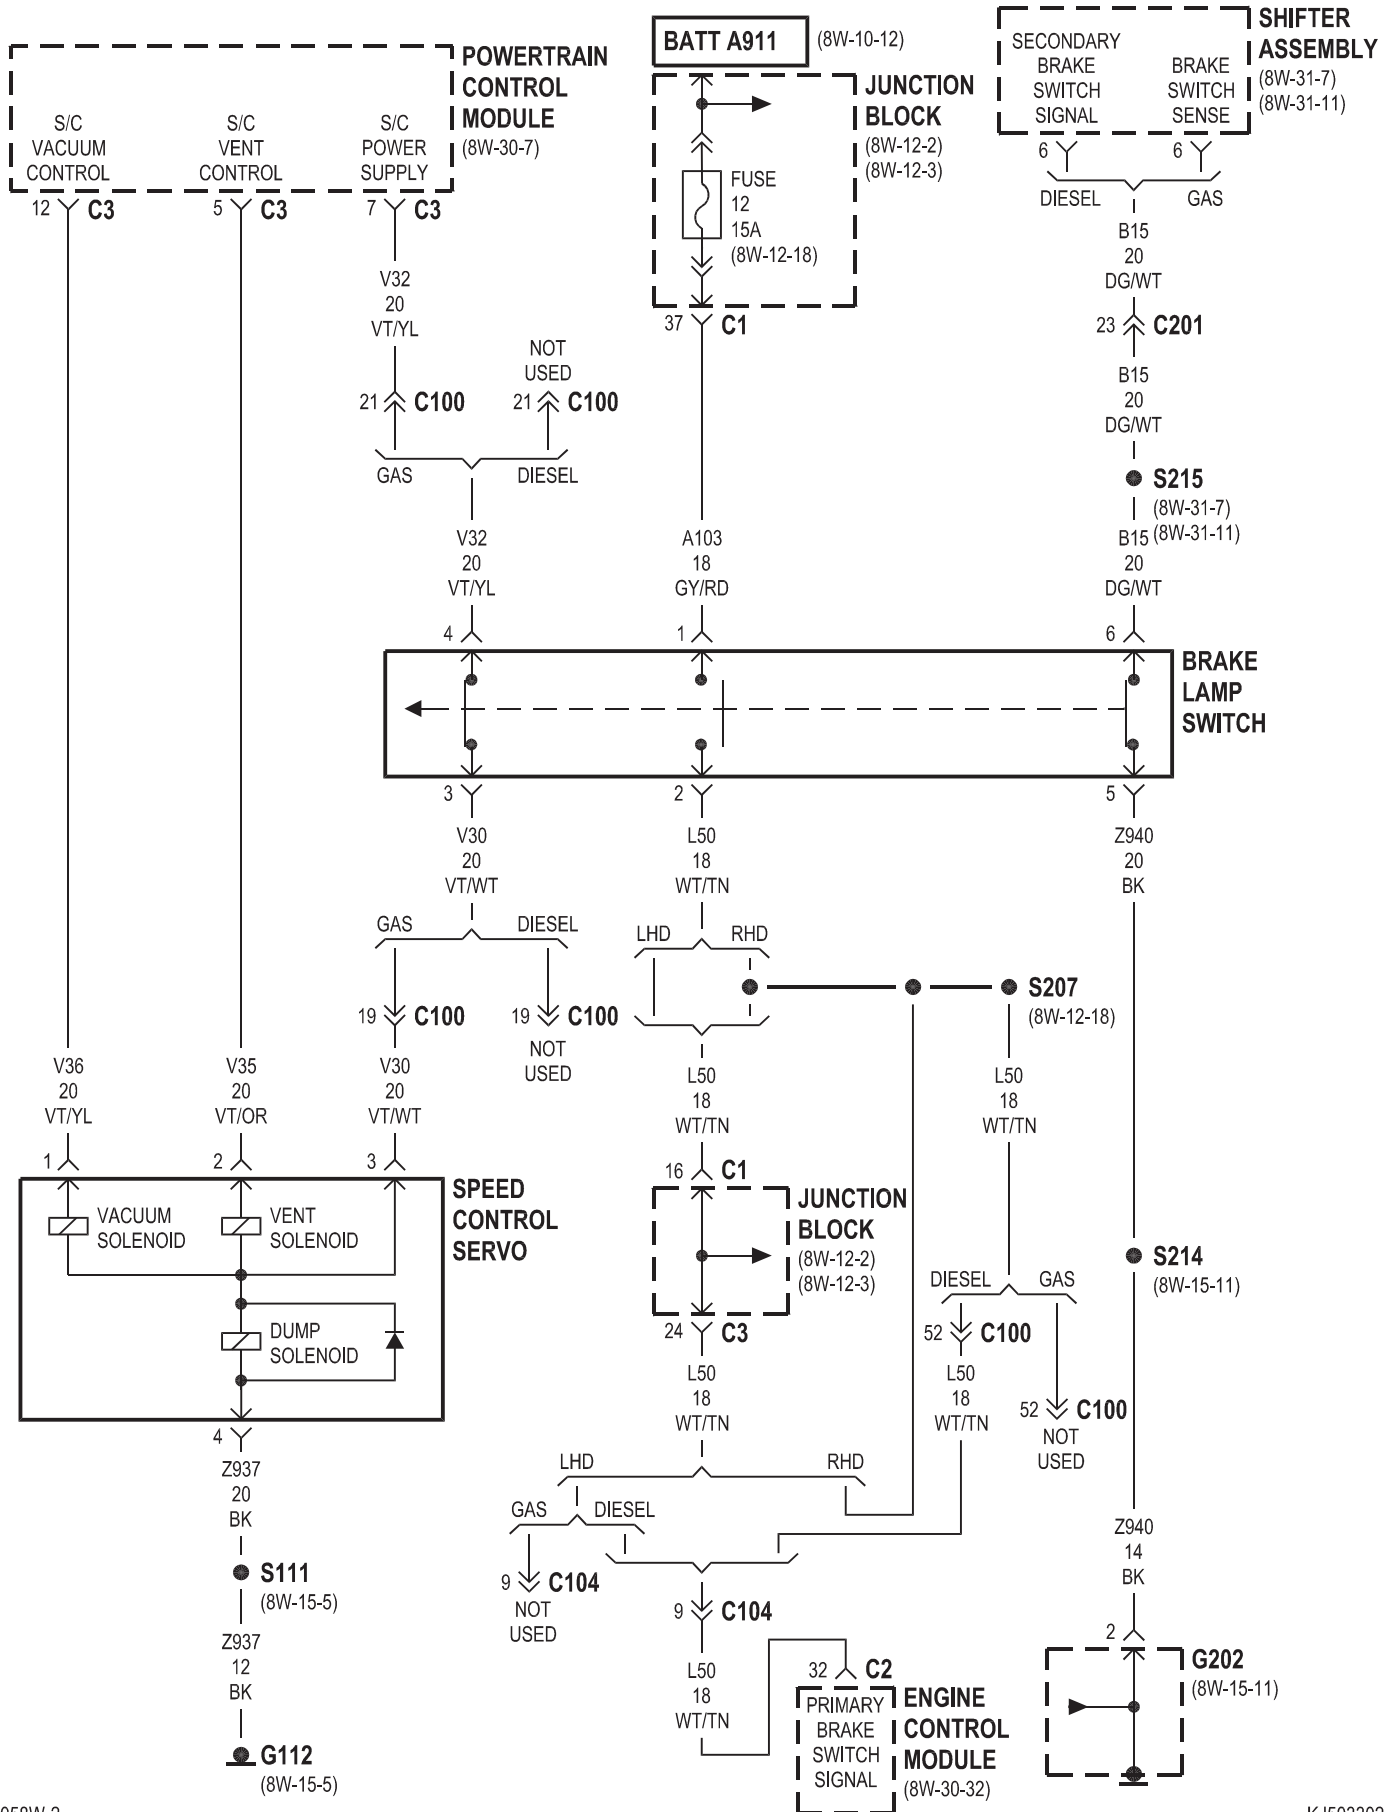 BATT A911
(8W-10-12)
SHIFTER
ASSEMBLY
(8W-31-7)
(8W-31-11)
SECONDARY
BRAKE
SWITCH
SIGNAL
BRAKE
SWITCH
SENSE
POWERTRAIN
CONTROL
MODULE
(8W-30-7)
S/C
VACUUM
CONTROL
S/C
VENT
CONTROL
S/C
POWER
SUPPLY
JUNCTION
BLOCK
(8W-12-2)
(8W-12-3)
FUSE
12
15A
(8W-12-18)
6
6
DIESEL
GAS
12
C3
5
C3
7
C3
B15
20
DG/WT
V32
20
VT/YL
37
C1
23
C201
NOT
USED
21
C100
21
C100
B15
20
DG/WT
GAS
DIESEL
S215
(8W-31-7)
(8W-31-11)
V32
20
VT/YL
A103
18
GY/RD
B15
20
DG/WT
4
1
6
BRAKE
LAMP
SWITCH
3
2
5
V30
20
VT/WT
L50
18
WT/TN
Z940
20
BK
GAS
DIESEL
LHD
RHD
19
C100
19
C100
NOT
USED
S207
(8W-12-18)
V36
20
VT/YL
V35
20
VT/OR
V30
20
VT/WT
L50
18
WT/TN
L50
18
WT/TN
1
2
3
16
C1
SPEED
CONTROL
SERVO
VACUUM
SOLENOID
VENT
SOLENOID
DUMP
SOLENOID
JUNCTION
BLOCK
(8W-12-2)
(8W-12-3)
S214
(8W-15-11)
DIESEL
GAS
24
C3
52
C100
L50
18
WT/TN
L50
18
WT/TN
52
C100
NOT
USED
4
Z937
20
BK
LHD
RHD
GAS
DIESEL
S111
(8W-15-5)
9
C104
NOT
USED
9
C104
Z940
14
BK
Z937
12
BK
2
G202
(8W-15-11)
L50
18
WT/TN
32
C2
PRIMARY
BRAKE
SWITCH
SIGNAL
ENGINE
CONTROL
MODULE
(8W-30-32)
G112
(8W-15-5)